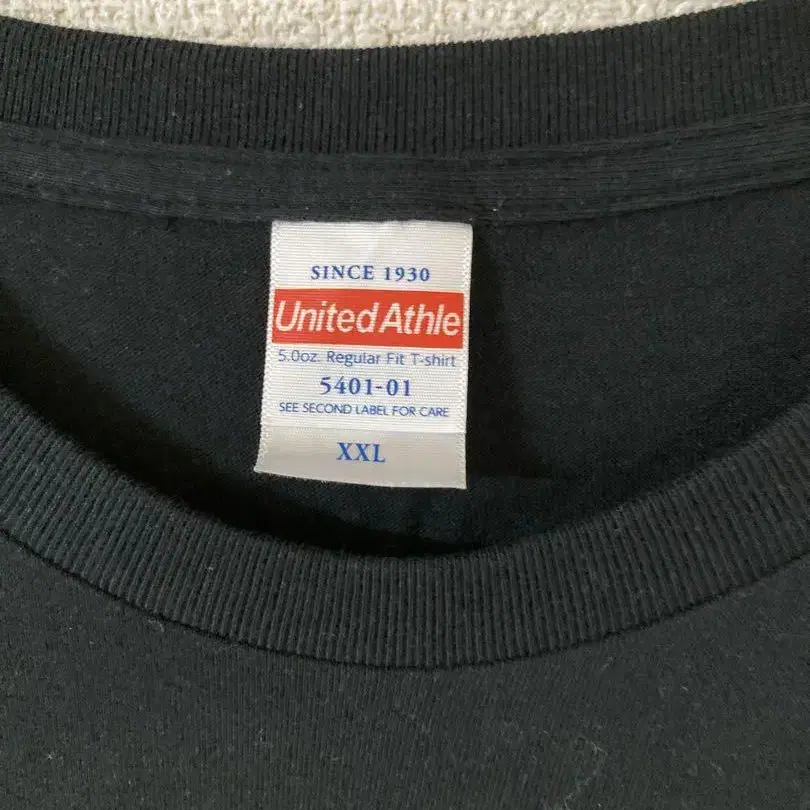 SINCE 1930
United Athle
5.0oz. Regular Fit T-shirt
5401-01
SEE SECOND LABEL FOR CARE
XXL